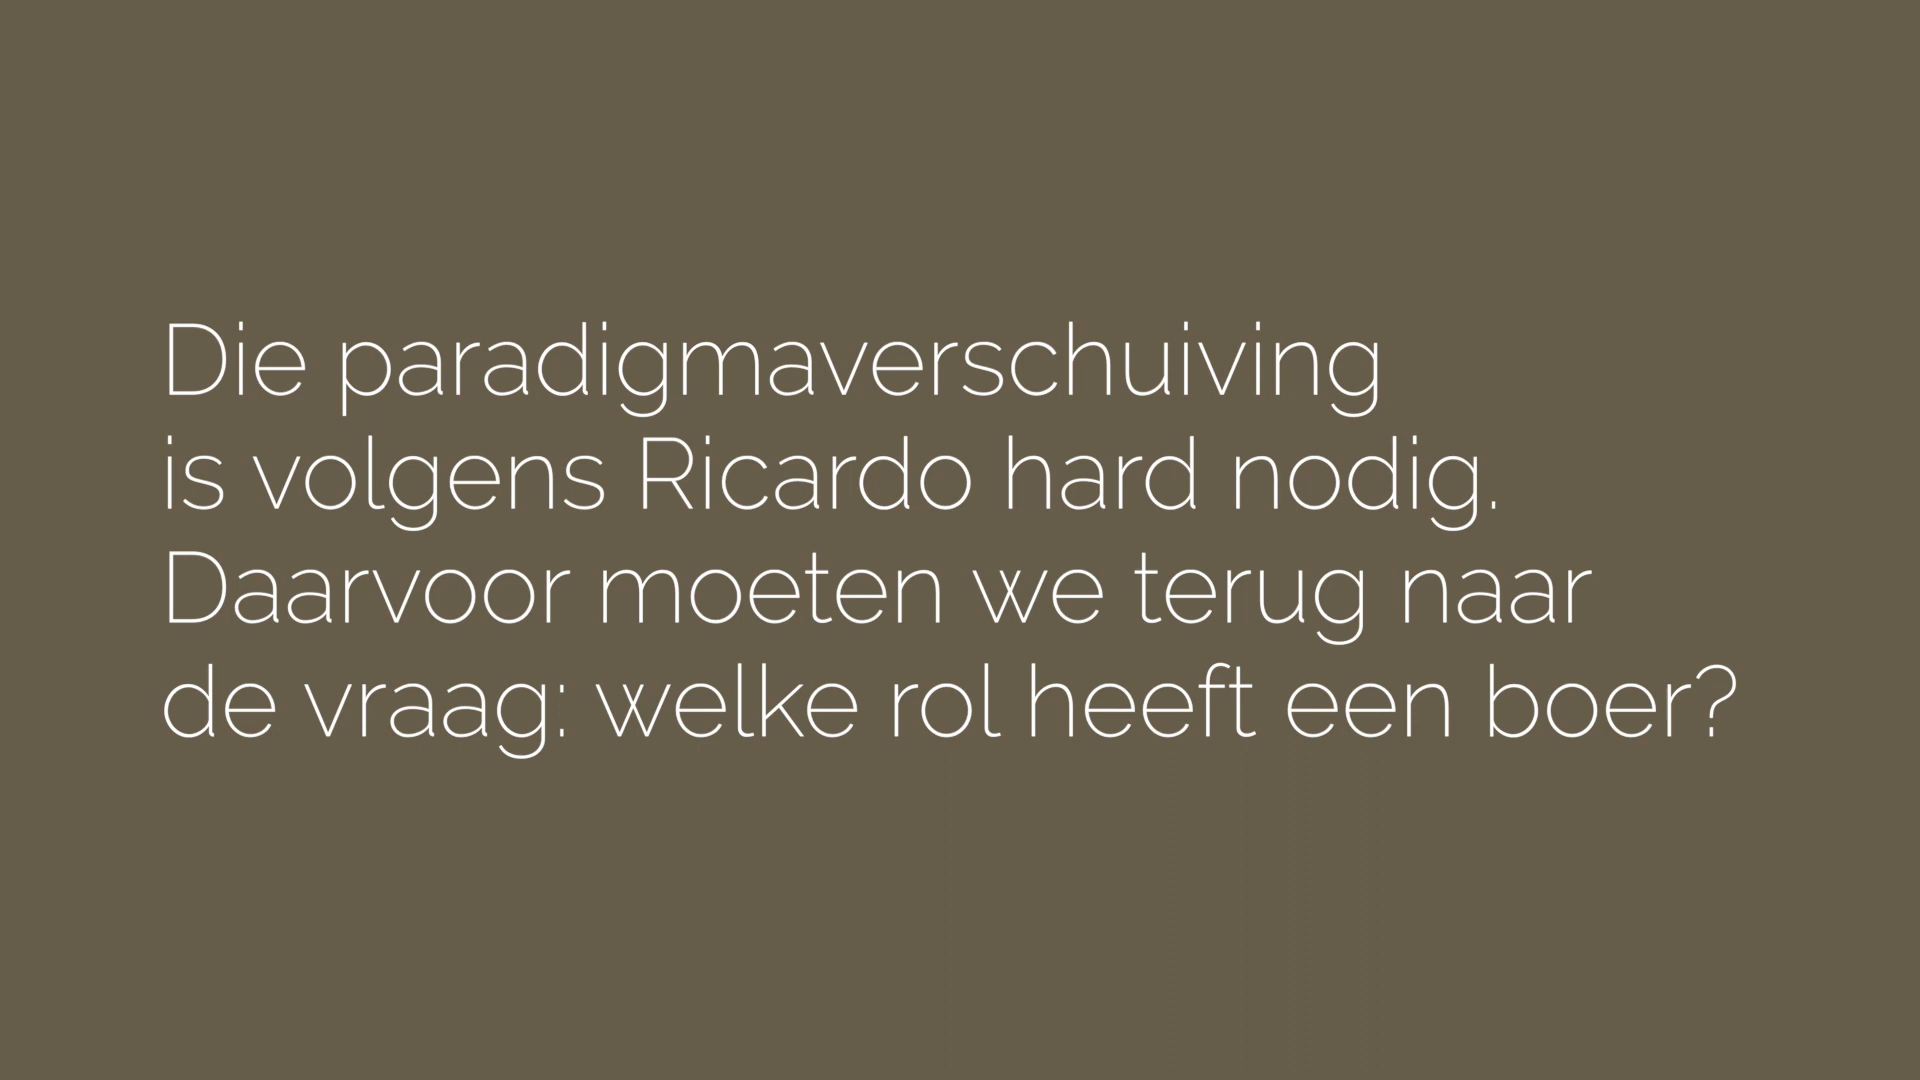 Die paradigmaverschuiving
is volgens Ricardo hard nodig.
Daarvoor moeten we terug naar
de vraag: welke rol heeft een boer?